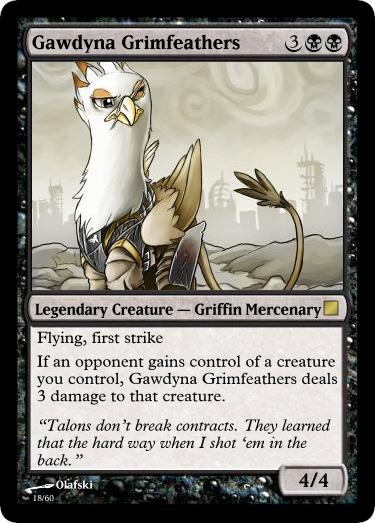 Gawdyna Grimfeathers 3
Legendary Creature — Griffin Mercenary
Flying, first strike
If an opponent gains control of a creature
you control, Gawdyna Grimfeathers deals
3 damage to that creature.
“Talons don’t break contracts. They learned
that the hard way when I shot ‘em in the
back.”
4/4
Olafski
18/60